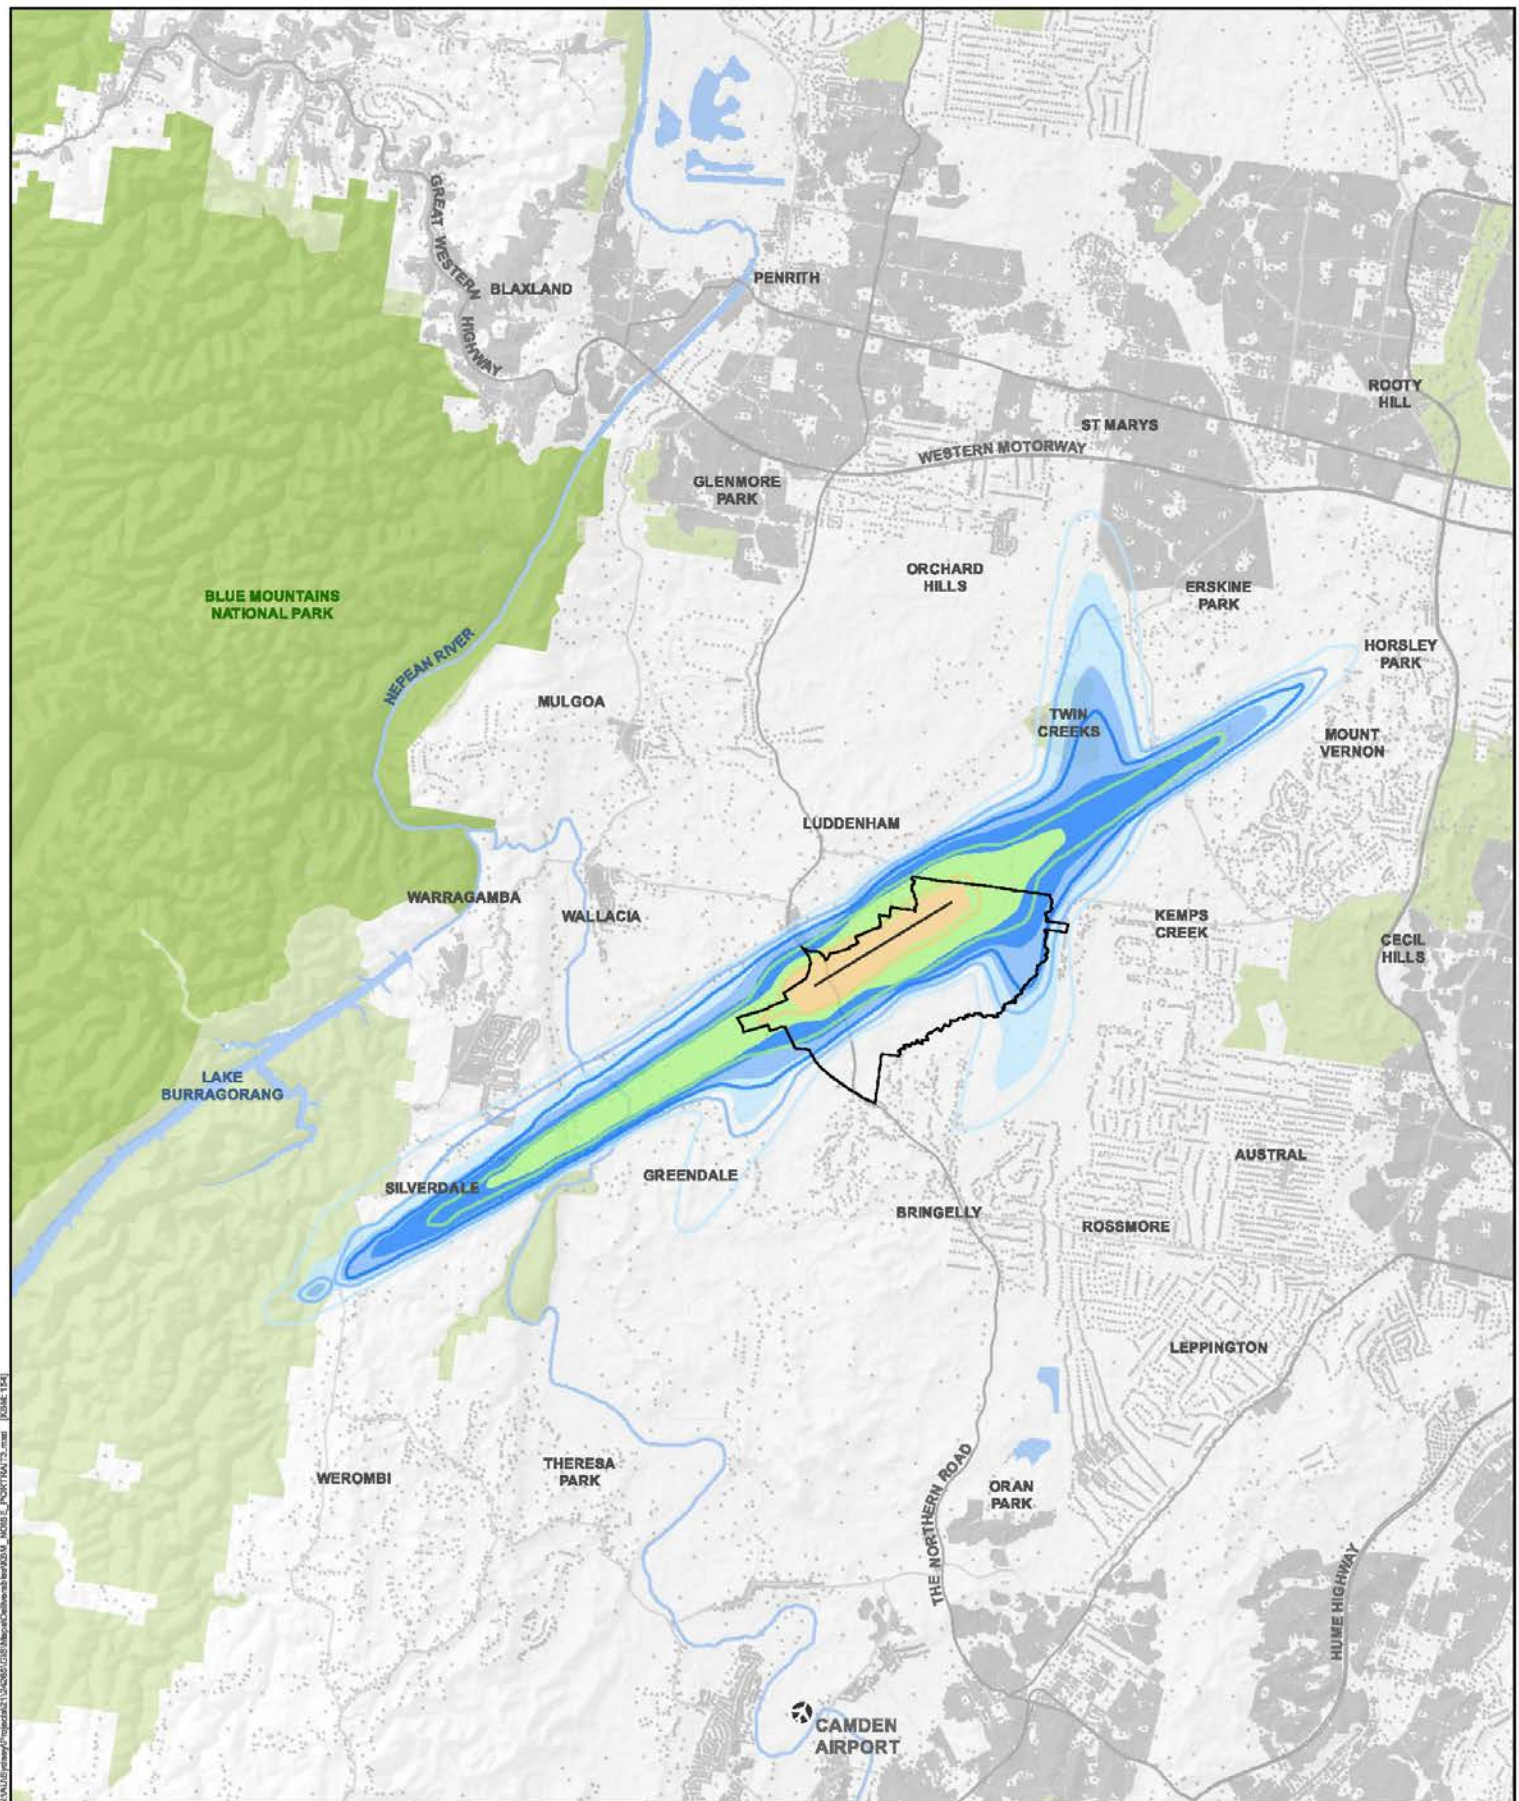 GREAT WESTERN HIGHWAY
BLAXLAND
PENRITH
ROOTY
HILL
ST MARYS
WESTERN MOTORWAY
GLENMORE
PARK
ORCHARD
HILLS
ERSKINE
PARK
BLUE MOUNTAINS
NATIONAL PARK
NEPEAN RIVER
HORSLEY
PARK
MULGOA
TWIN
CREEKS
MOUNT
VERNON
LUDDENHAM
WARRAGAMBA
WALLACIA
KEMPS
CREEK
CECIL
HILLS
LAKE
BURRAGORANG
SILVERDALE
GREENDALE
AUSTRAL
BRINGELLY
ROSSMORE
LEPPINGTON
WEROMBI
THERESA
PARK
ORAN
PARK
THE NORTHERN ROAD
HUME HIGHWAY
CAMDEN
AIRPORT